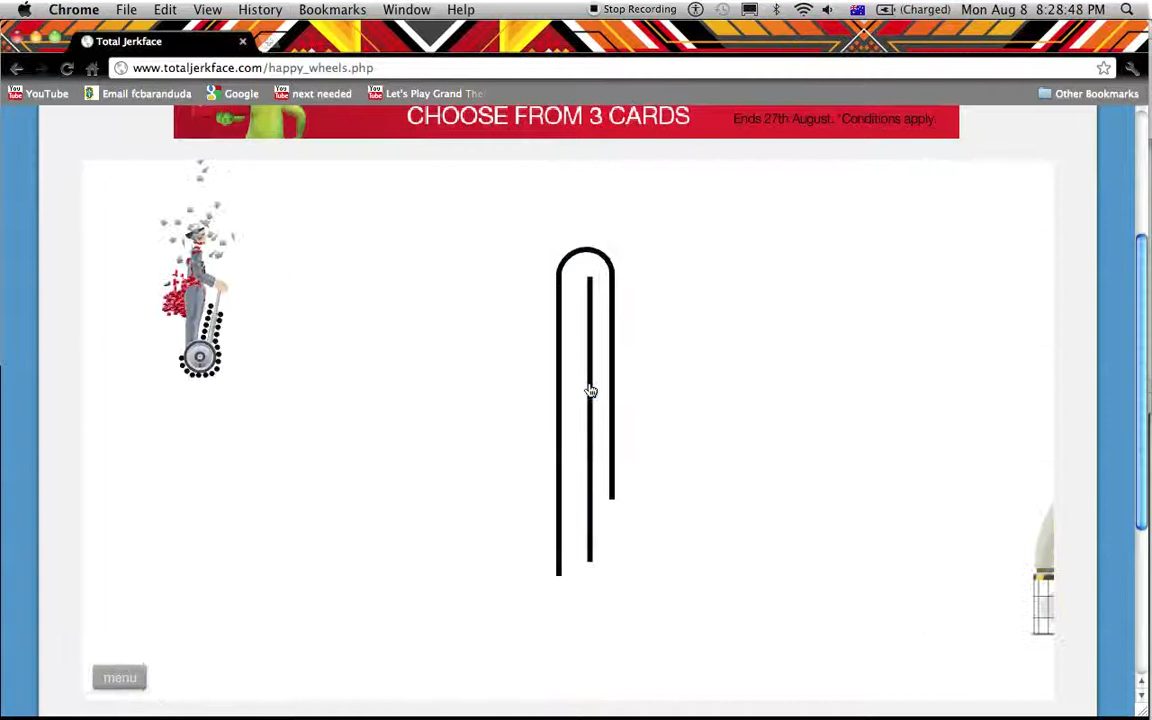 Chrome File Edit View History Bookmarks Window Help Stop Recording (Charged) Mon Aug 8 8:28:48 PM
Total Jerkface
www.totaljerkface.com/happy_wheels.php
YouTube Email fcbaranduda Google next needed Let's Play Grand The Other Bookmarks
CHOOSE FROM 3 CARDS Ends 27th August. *Conditions apply.
menu